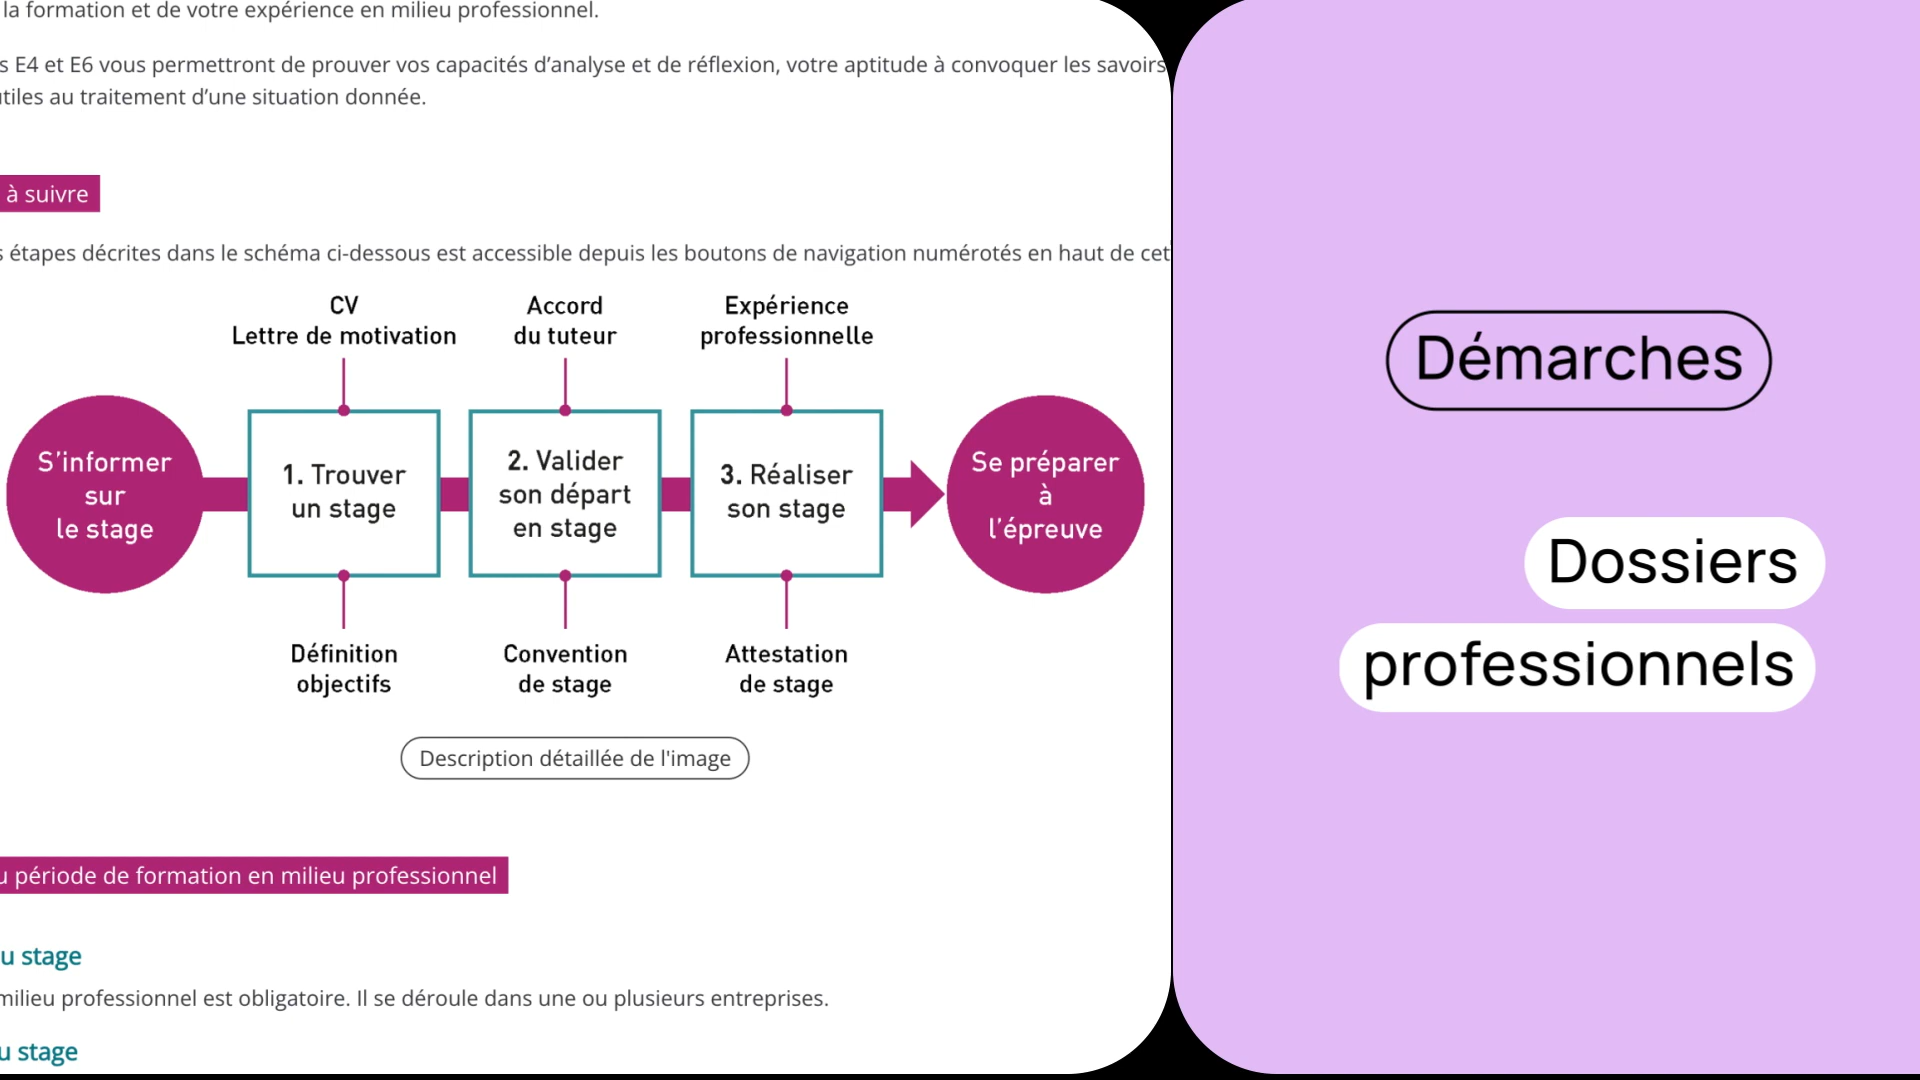 la formation et de votre expérience en milieu professionnel.
s E4 et E6 vous permettront de prouver vos capacités d’analyse et de réflexion, votre aptitude à convoquer les savoirs
utiles au traitement d’une situation donnée.
à suivre
s étapes décrites dans le schéma ci-dessous est accessible depuis les boutons de navigation numérotés en haut de cet
CV
Lettre de motivation
Accord
du tuteur
Expérience
professionnelle
S’informer
sur
le stage
1. Trouver
un stage
2. Valider
son départ
en stage
3. Réaliser
son stage
Se préparer
à
l’épreuve
Définition
objectifs
Convention
de stage
Attestation
de stage
Description détaillée de l'image
u période de formation en milieu professionnel
u stage
milieu professionnel est obligatoire. Il se déroule dans une ou plusieurs entreprises.
u stage
Démarches
Dossiers
professionnels